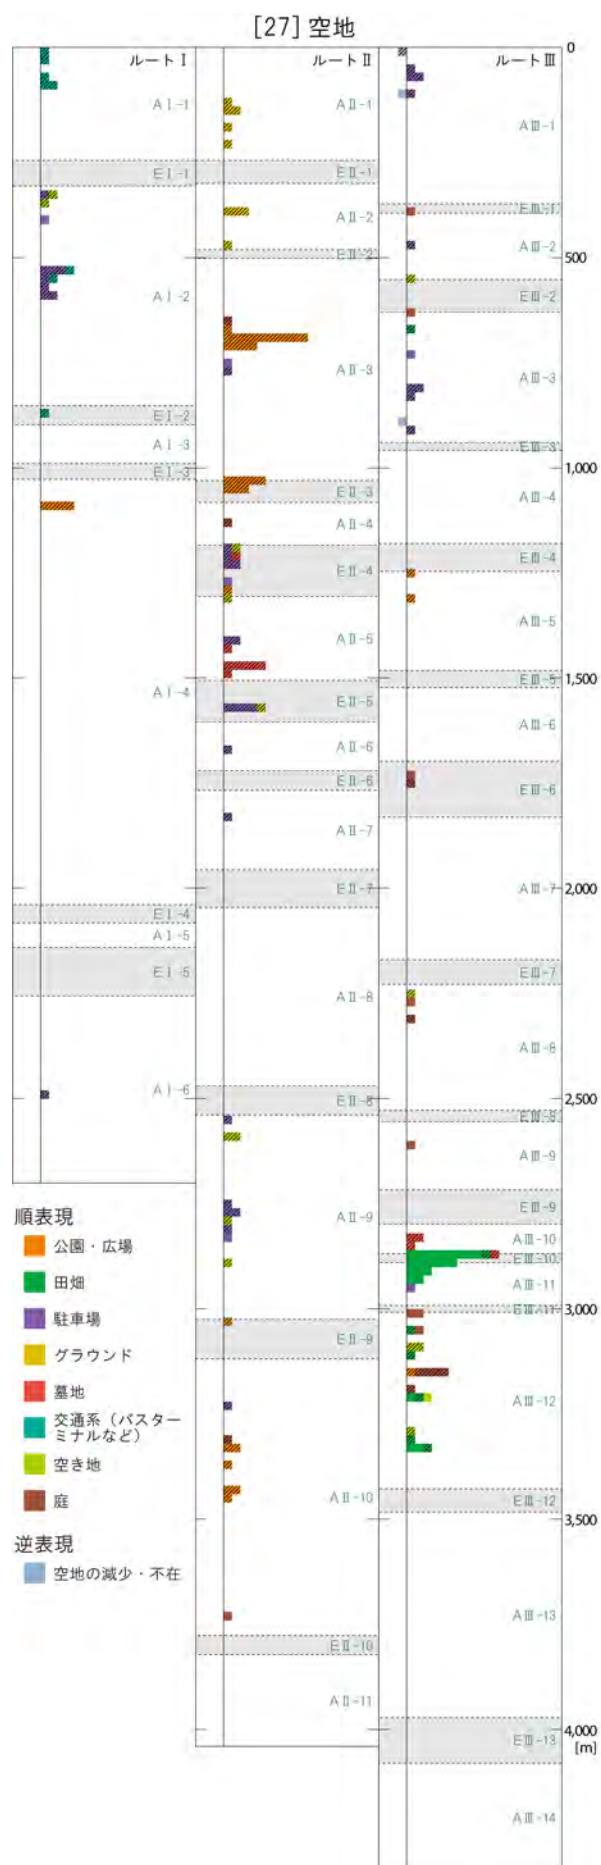 [27] 空地
ルートⅠ
AⅠ-1
EⅠ-1
AⅠ-2
EⅠ-2
AⅠ-3
EⅠ-3
AⅠ-4
EⅠ-4
AⅠ-5
EⅠ-5
AⅠ-6
ルートⅡ
AⅡ-1
EⅡ-1
AⅡ-2
EⅡ-2
AⅡ-3
EⅡ-3
AⅡ-4
EⅡ-4
AⅡ-5
EⅡ-5
AⅡ-6
EⅡ-6
AⅡ-7
EⅡ-7
AⅡ-8
EⅡ-8
AⅡ-9
EⅡ-9
AⅡ-10
EⅡ-10
AⅡ-11
ルートⅢ
AⅢ-1
EⅢ-1
AⅢ-2
EⅢ-2
AⅢ-3
EⅢ-3
AⅢ-4
EⅢ-4
AⅢ-5
EⅢ-5
AⅢ-6
EⅢ-6
AⅢ-7
EⅢ-7
AⅢ-8
EⅢ-8
AⅢ-9
EⅢ-9
AⅢ-10
EⅢ-10
AⅢ-11
EⅢ-11
AⅢ-12
EⅢ-12
AⅢ-13
EⅢ-13
AⅢ-14
0
500
1,000
1,500
2,000
2,500
3,000
3,500
4,000
[m]
順表現
公園・広場
田畑
駐車場
グラウンド
墓地
交通系（バスター
ミナルなど）
空き地
庭
逆表現
空地の減少・不在